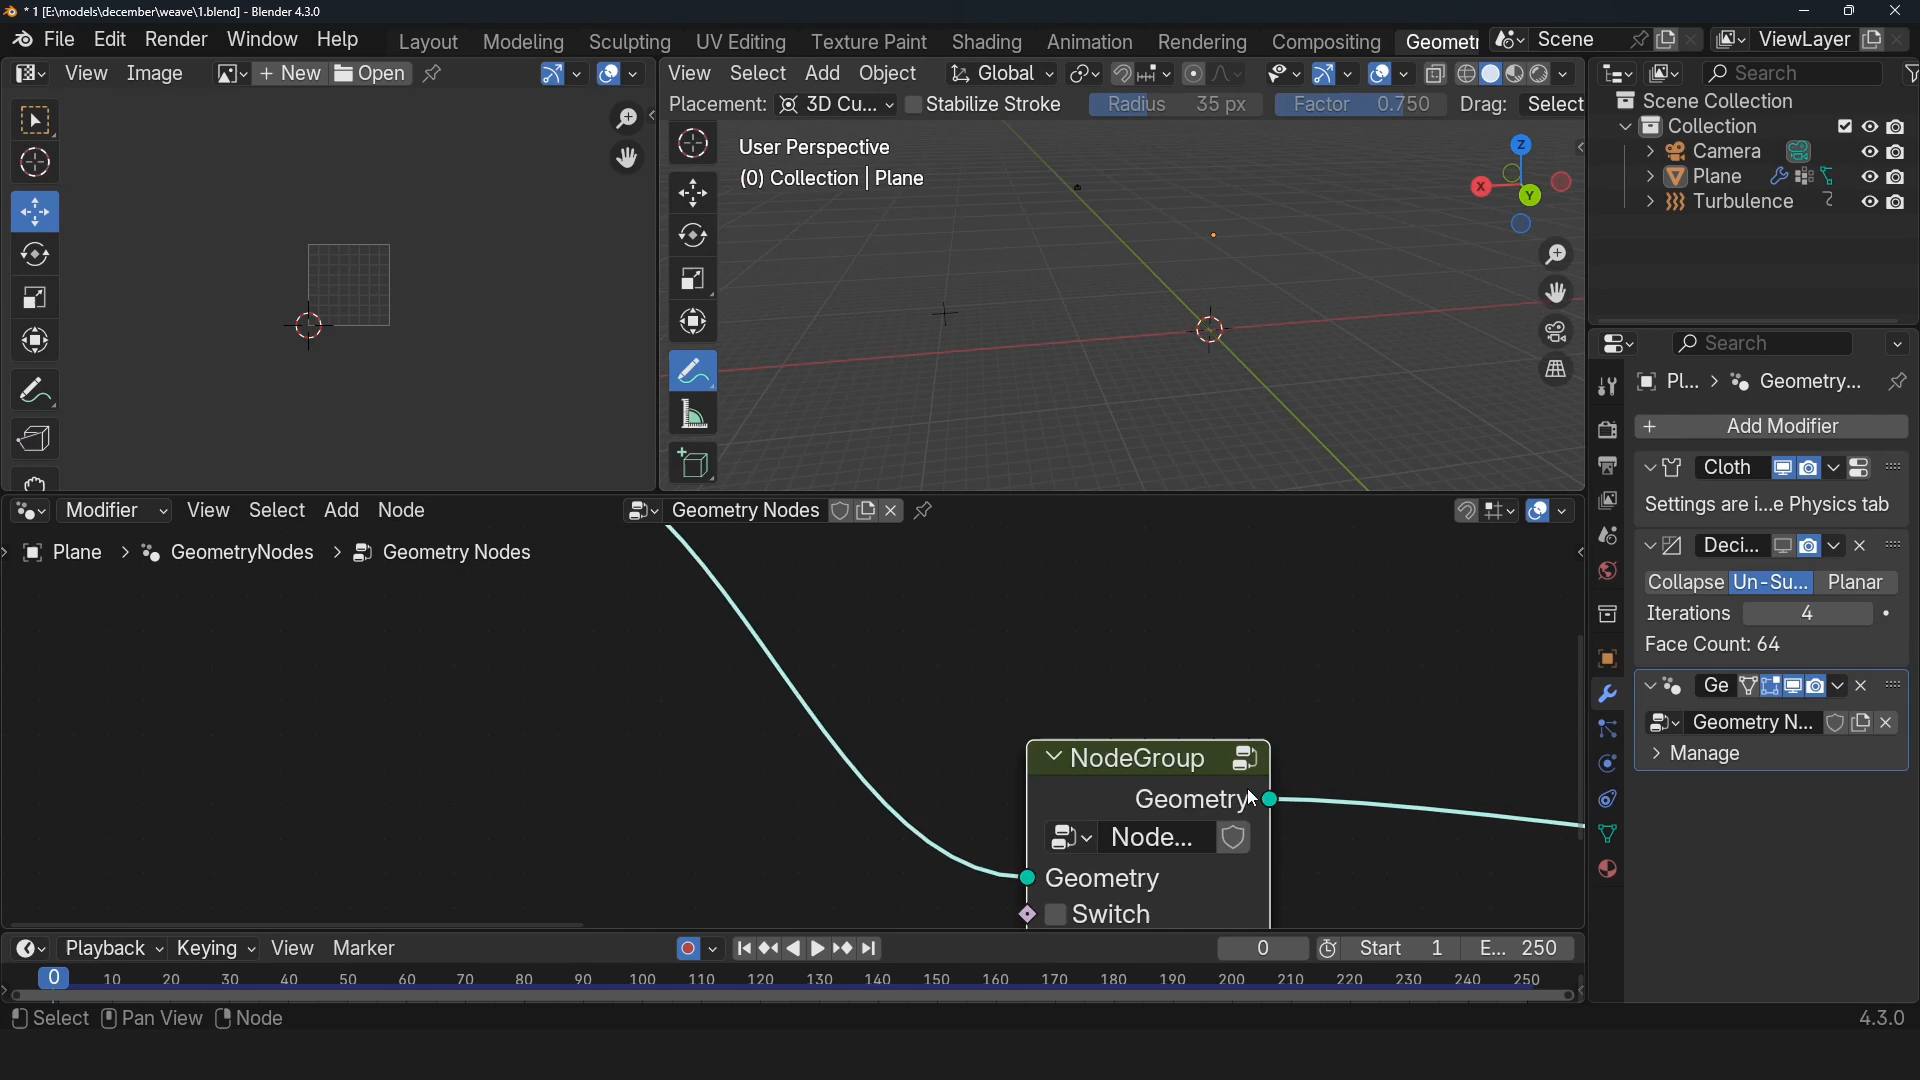 * 1 [E:\models\december\weave\1.blend] - Blender 4.3.0
File Edit Render Window Help Layout Modeling Sculpting UV Editing Texture Paint Shading Animation Rendering Compositing Geomet Scene ViewLayer
View Image New Open
View Select Add Object Global Search
Placement: 3D Cu... Stabilize Stroke Radius 35 px Factor 0.750 Drag: Select
Scene Collection
Collection
Camera
Plane
Turbulence
User Perspective
(0) Collection | Plane
Z
X
Y
Search
Pl... > Geometry...
+ Add Modifier
Cloth
Settings are i...e Physics tab
Deci...
Collapse Un-Su... Planar
Iterations 4
Face Count: 64
Ge
Geometry N...
Manage
Modifier View Select Add Node Geometry Nodes
Plane > GeometryNodes > Geometry Nodes
NodeGroup
Geometry
Node...
Geometry
Switch
Playback Keying View Marker 0 Start 1 E... 250
0 10 20 30 40 50 60 70 80 90 100 110 120 130 140 150 160 170 180 190 200 210 220 230 240 250
Select Pan View Node 4.3.0